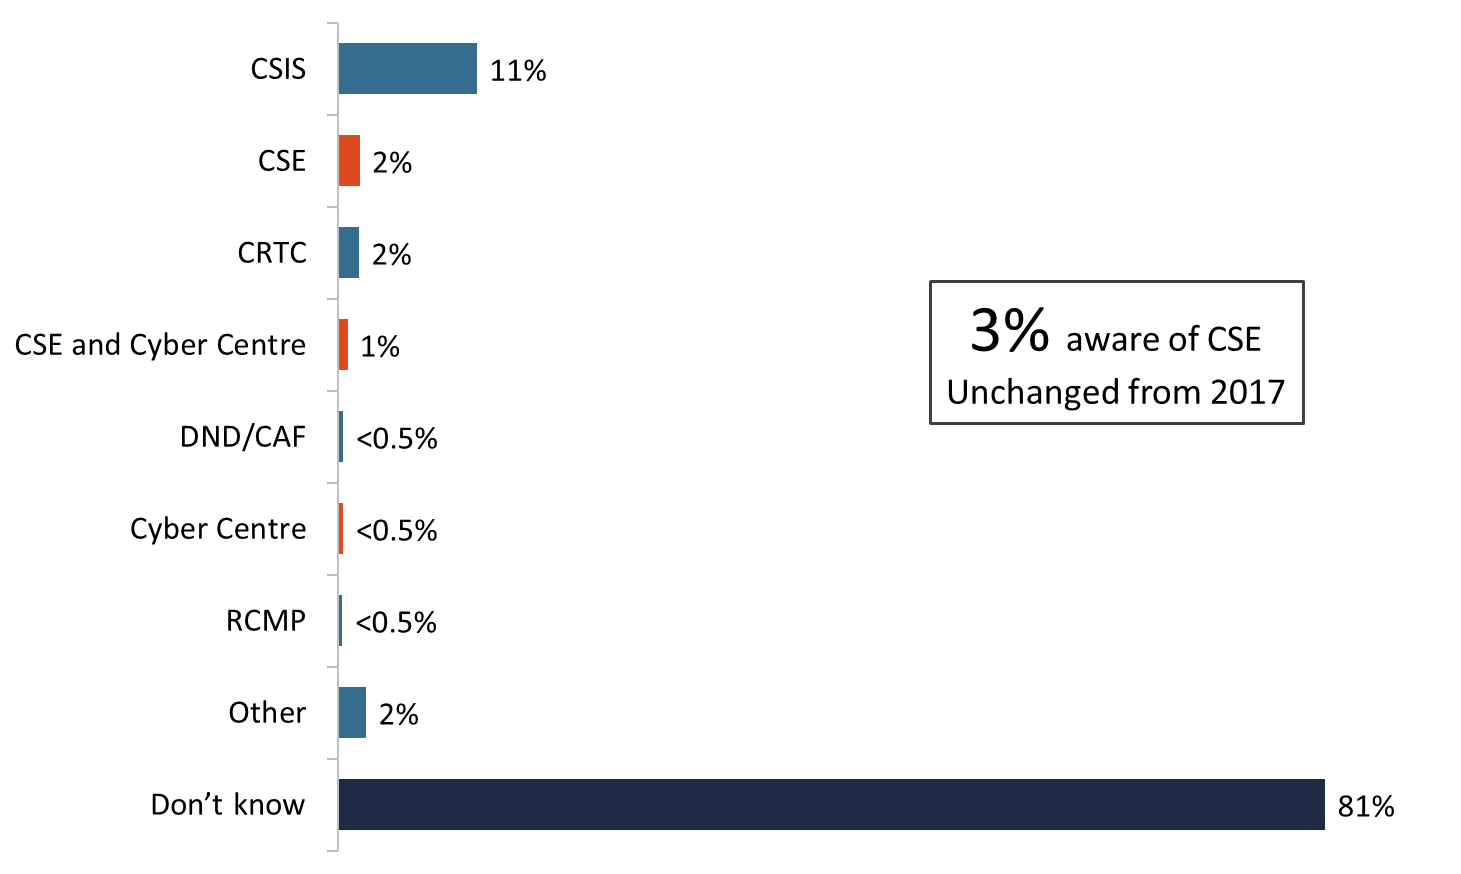 CSIS 11%
CSE 2%
CRTC 2%
CSE and Cyber Centre 1%
3% aware of CSE
Unchanged from 2017
DND/CAF <0.5%
Cyber Centre <0.5%
RCMP <0.5%
Other 2%
Don’t know 81%